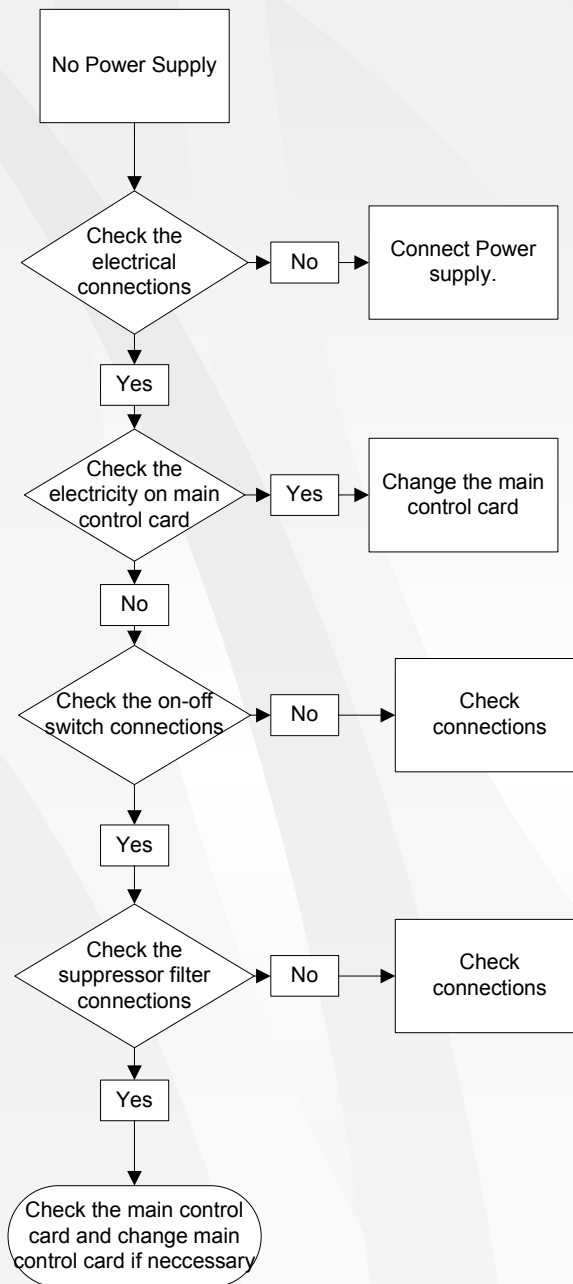 No Power Supply
Check the
electrical
connections
No
Connect Power
supply.
Yes
Check the
electricity on main
control card
Yes
Change the main
control card
No
Check the on-off
switch connections
No
Check
connections
Yes
Check the
suppressor filter
connections
No
Check
connections
Yes
Check the main control
card and change main
control card if neccessary